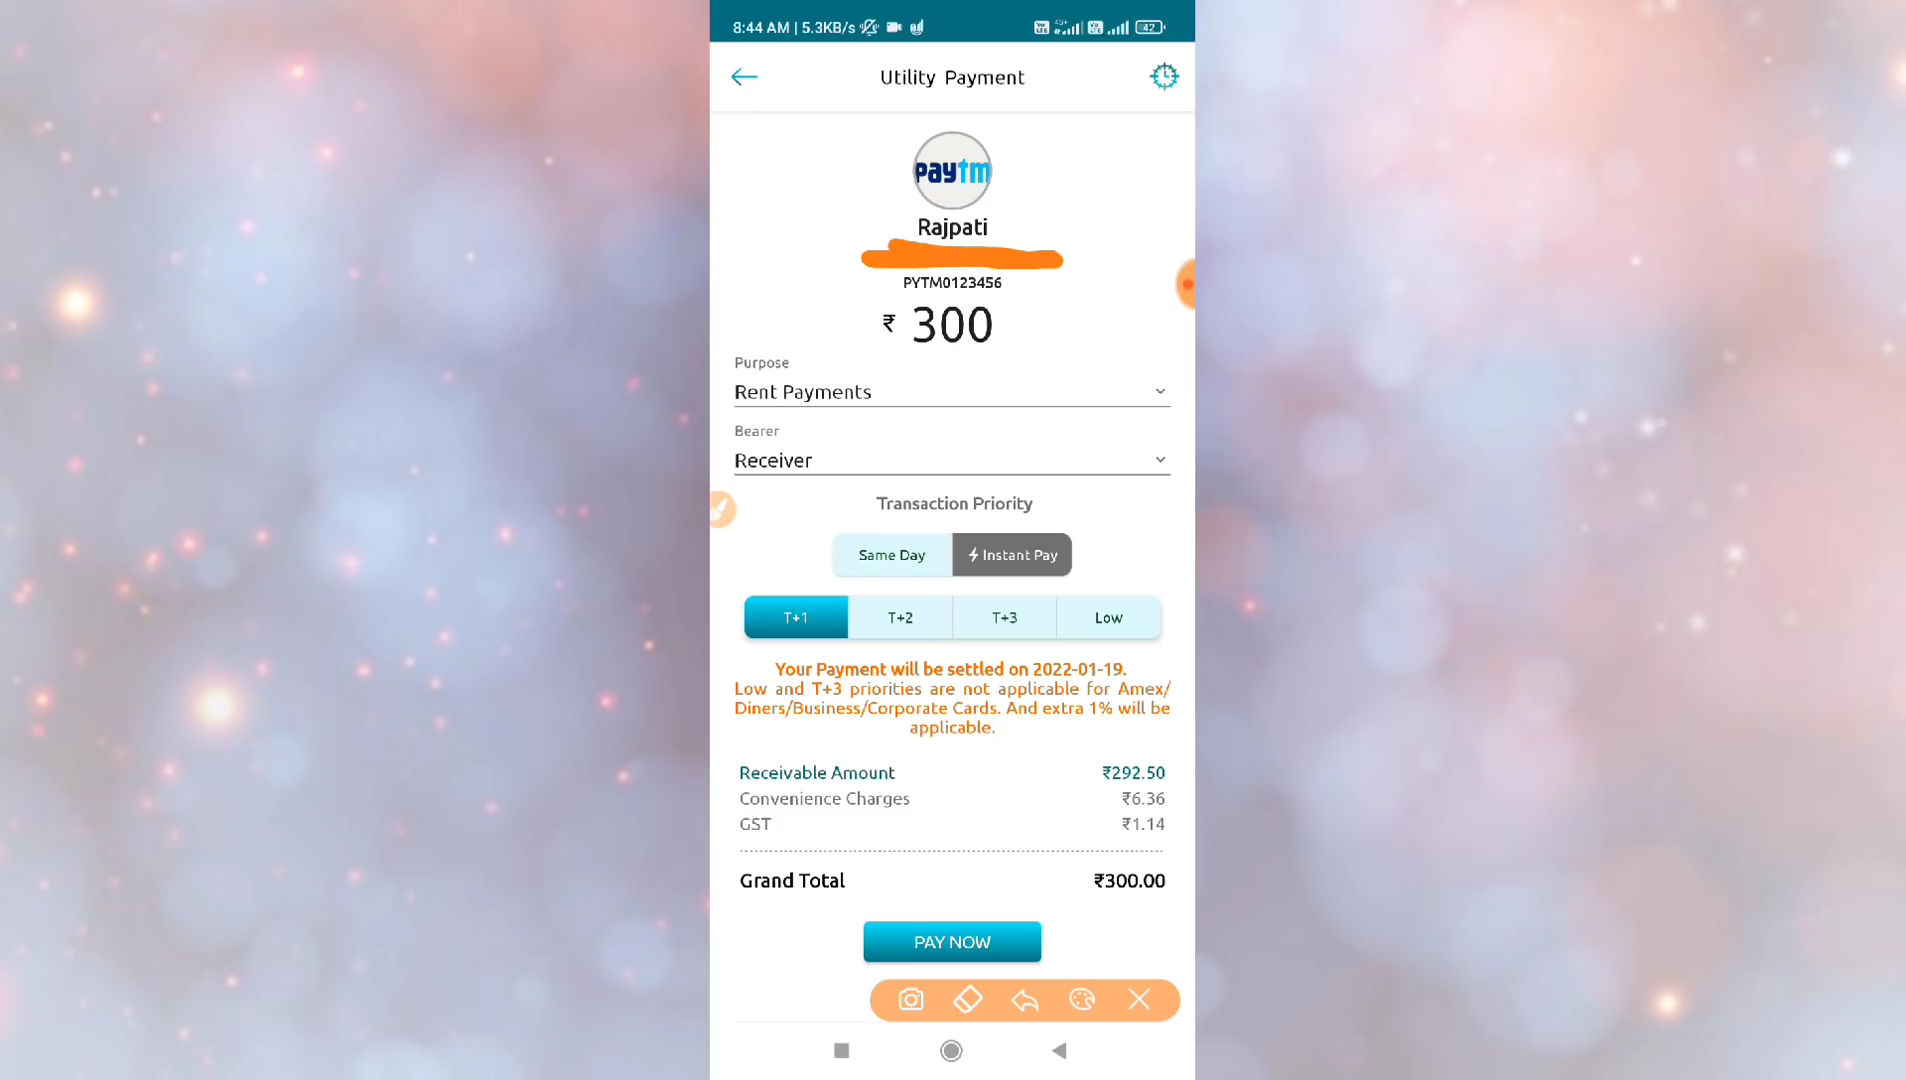 8:44 AM | 5.3KB/s 4G+ 42
Utility Payment
paytm
Rajpati
PYTM0123456
₹ 300
Purpose
Rent Payments
Bearer
Receiver
Transaction Priority
Same Day Instant Pay
T+1 T+2 T+3 Low
Your Payment will be settled on 2022-01-19.
Low and T+3 priorities are not applicable for Amex/
Diners/Business/Corporate Cards. And extra 1% will be
applicable.
Receivable Amount ₹292.50
Convenience Charges ₹6.36
GST ₹1.14
Grand Total ₹300.00
PAY NOW